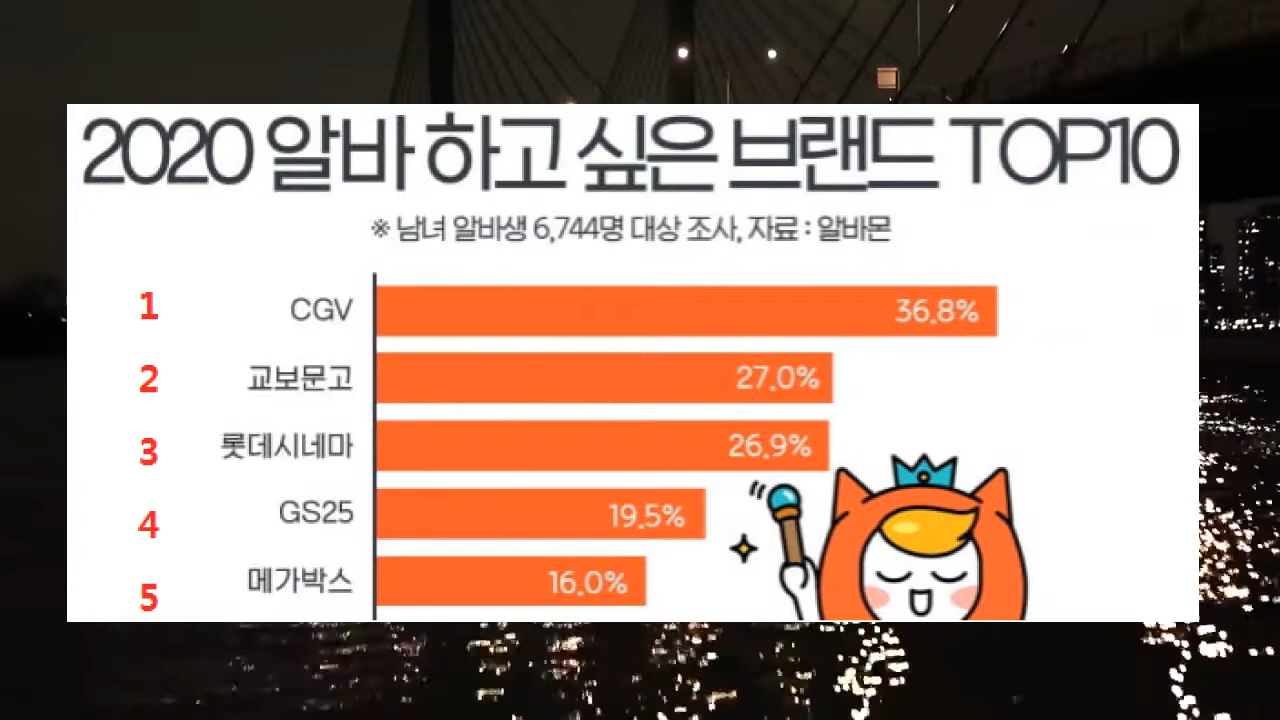 2020 알바 하고 싶은 브랜드 TOP10
※ 남녀 알바생 6,744명 대상 조사, 자료 : 알바몬
1 CGV 36.8%
2 교보문고 27.0%
3 롯데시네마 26.9%
4 GS25 19.5%
5 메가박스 16.0%